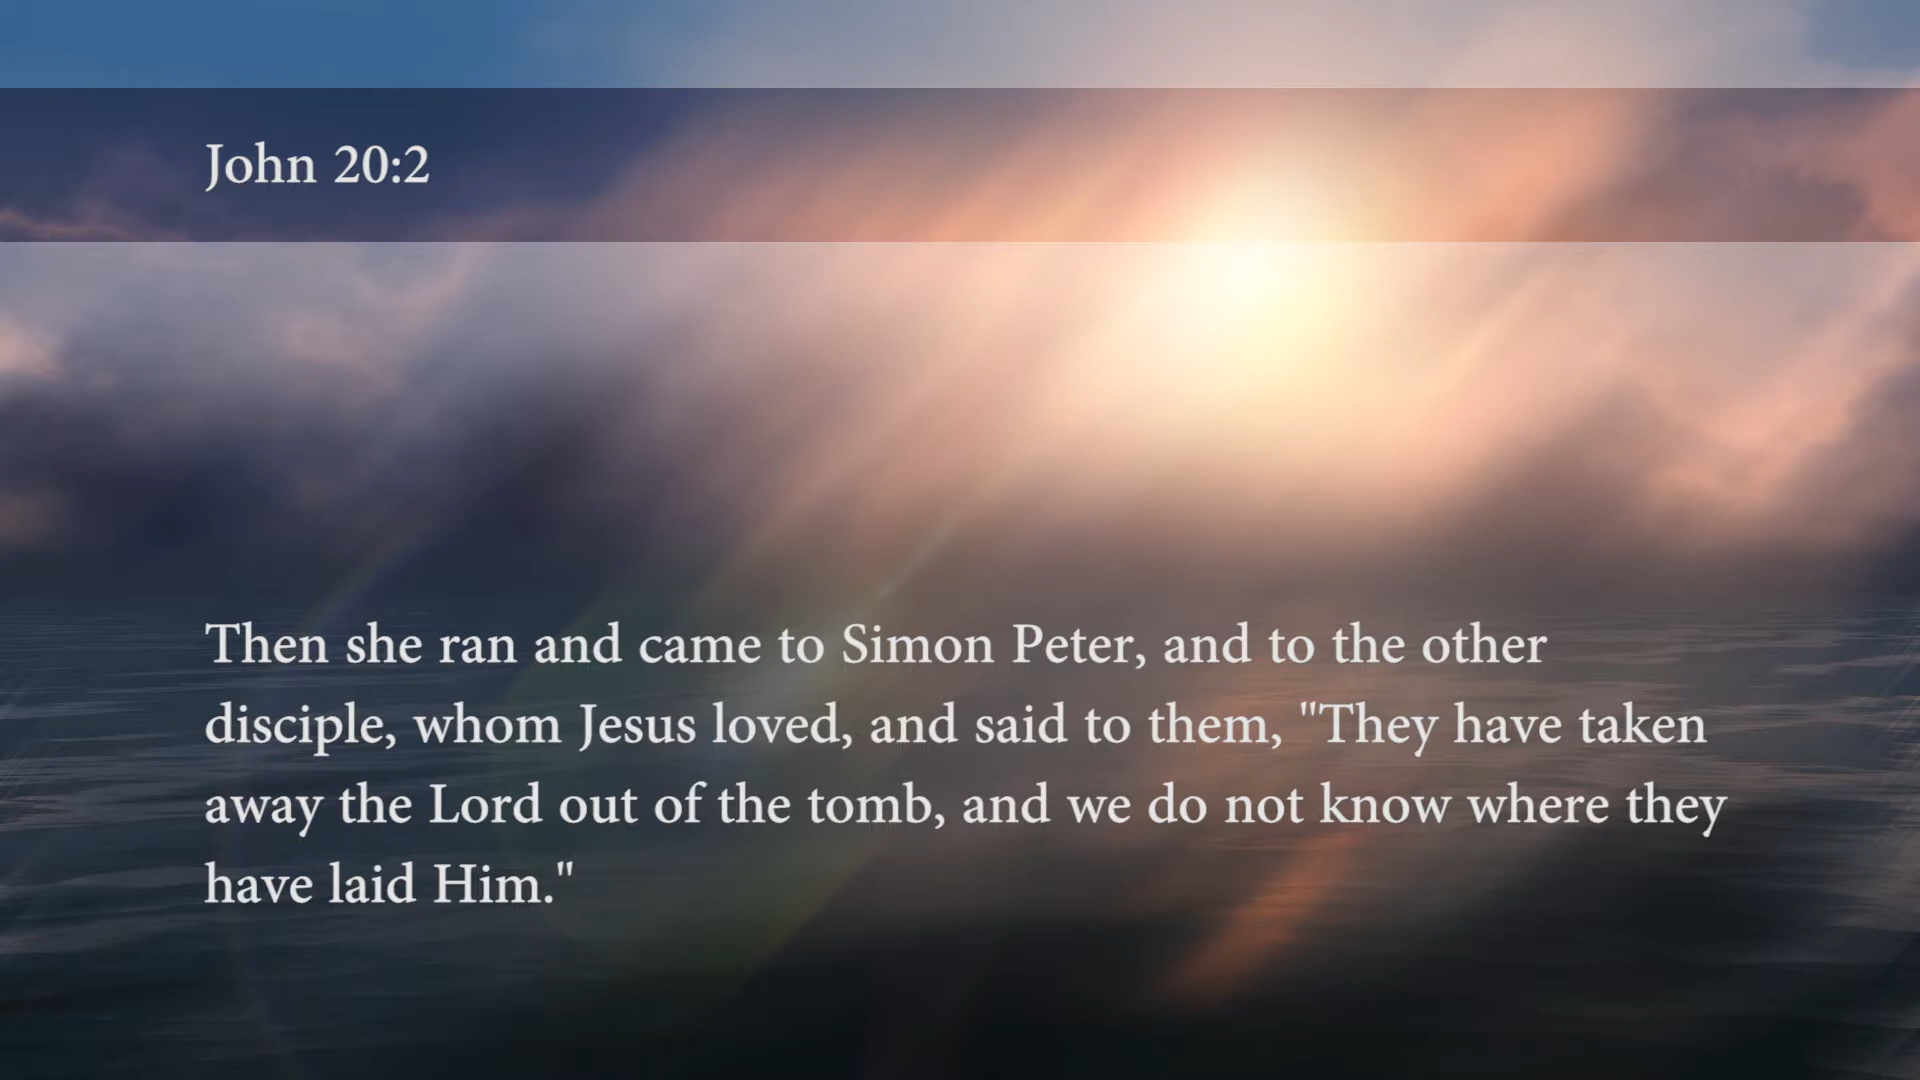 John 20:2
Then she ran and came to Simon Peter, and to the other
disciple, whom Jesus loved, and said to them, "They have taken
away the Lord out of the tomb, and we do not know where they
have laid Him."